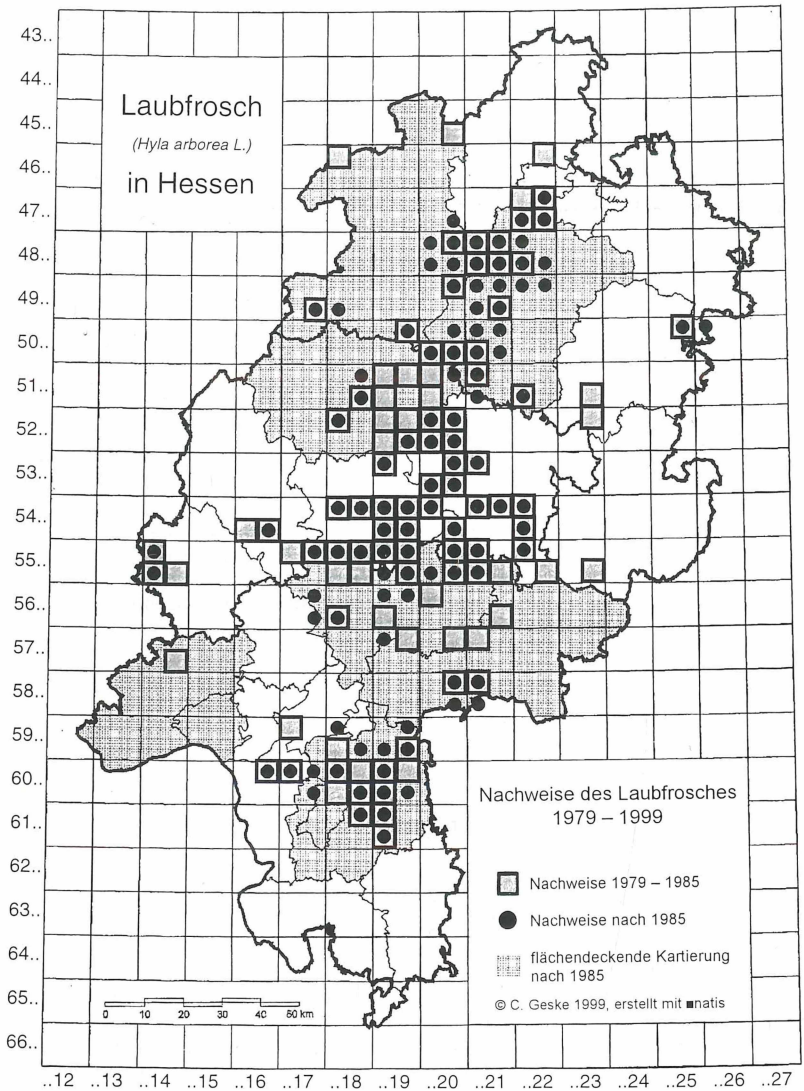 Laubfrosch
(Hyla arborea L.)
in Hessen
43..
44..
45..
46..
47..
48..
49..
50..
51..
52..
53..
54..
55..
56..
57..
58..
59..
60..
61..
62..
63..
64..
65..
66..
Nachweise des Laubfrosches
1979 – 1999
Nachweise 1979 – 1985
Nachweise nach 1985
flächendeckende Kartierung
nach 1985
© C. Geske 1999, erstellt mit ■natis
0 10 20 30 40 50 km
..12 ..13 ..14 ..15 ..16 ..17 ..18 ..19 ..20 ..21 ..22 ..23 ..24 ..25 ..26 ..27